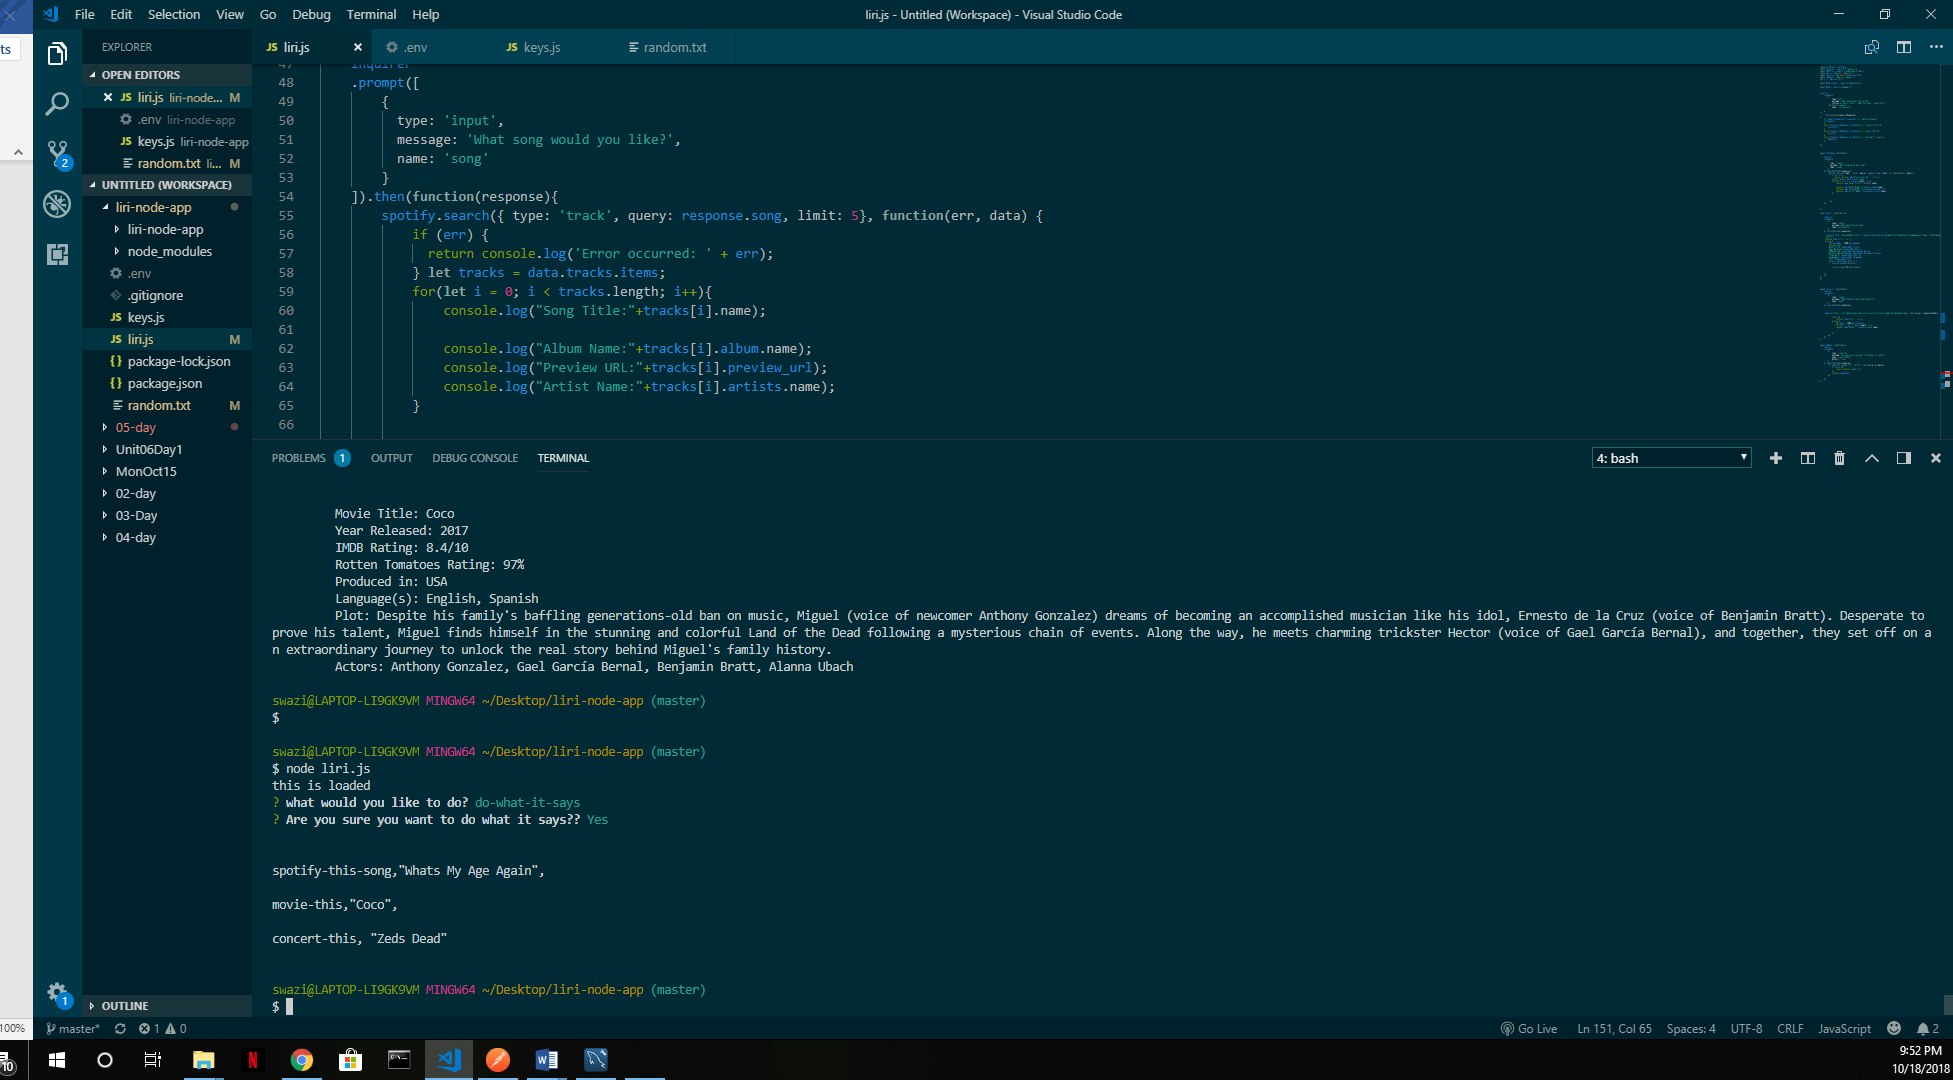 File Edit Selection View Go Debug Terminal Help
liri.js - Untitled (Workspace) - Visual Studio Code
ts
EXPLORER
OPEN EDITORS
JS liri.js liri-node... M
.env liri-node-app
JS keys.js liri-node-app
random.txt li... M
UNTITLED (WORKSPACE)
liri-node-app
liri-node-app
node_modules
.env
.gitignore
JS keys.js
JS liri.js M
{} package-lock.json
{} package.json
random.txt M
05-day
Unit06Day1
MonOct15
02-day
03-Day
04-day
OUTLINE
2
1
JS liri.js
.env
JS keys.js
random.txt
47 inquirer
48 .prompt([
49 {
50 type: 'input',
51 message: 'What song would you like?',
52 name: 'song'
53 }
54 ]).then(function(response){
55 spotify.search({ type: 'track', query: response.song, limit: 5}, function(err, data) {
56 if (err) {
57 return console.log('Error occurred: ' + err);
58 } let tracks = data.tracks.items;
59 for(let i = 0; i < tracks.length; i++){
60 console.log("Song Title:"+tracks[i].name);
61
62 console.log("Album Name:"+tracks[i].album.name);
63 console.log("Preview URL:"+tracks[i].preview_url);
64 console.log("Artist Name:"+tracks[i].artists.name);
65 }
66
PROBLEMS 1 OUTPUT DEBUG CONSOLE TERMINAL
4: bash
Movie Title: Coco
Year Released: 2017
IMDB Rating: 8.4/10
Rotten Tomatoes Rating: 97%
Produced in: USA
Language(s): English, Spanish
Plot: Despite his family's baffling generations-old ban on music, Miguel (voice of newcomer Anthony Gonzalez) dreams of becoming an accomplished musician like his idol, Ernesto de la Cruz (voice of Benjamin Bratt). Desperate to
prove his talent, Miguel finds himself in the stunning and colorful Land of the Dead following a mysterious chain of events. Along the way, he meets charming trickster Hector (voice of Gael García Bernal), and together, they set off on a
n extraordinary journey to unlock the real story behind Miguel's family history.
Actors: Anthony Gonzalez, Gael García Bernal, Benjamin Bratt, Alanna Ubach
swazi@LAPTOP-LI9GK9VM MINGW64 ~/Desktop/liri-node-app (master)
$
swazi@LAPTOP-LI9GK9VM MINGW64 ~/Desktop/liri-node-app (master)
$ node liri.js
this is loaded
? what would you like to do? do-what-it-says
? Are you sure you want to do what it says?? Yes
spotify-this-song,"Whats My Age Again",
movie-this,"Coco",
concert-this, "Zeds Dead"
swazi@LAPTOP-LI9GK9VM MINGW64 ~/Desktop/liri-node-app (master)
$
100%
master* 1 0
Go Live Ln 151, Col 65 Spaces: 4 UTF-8 CRLF JavaScript 2
10
9:52 PM
10/18/2018